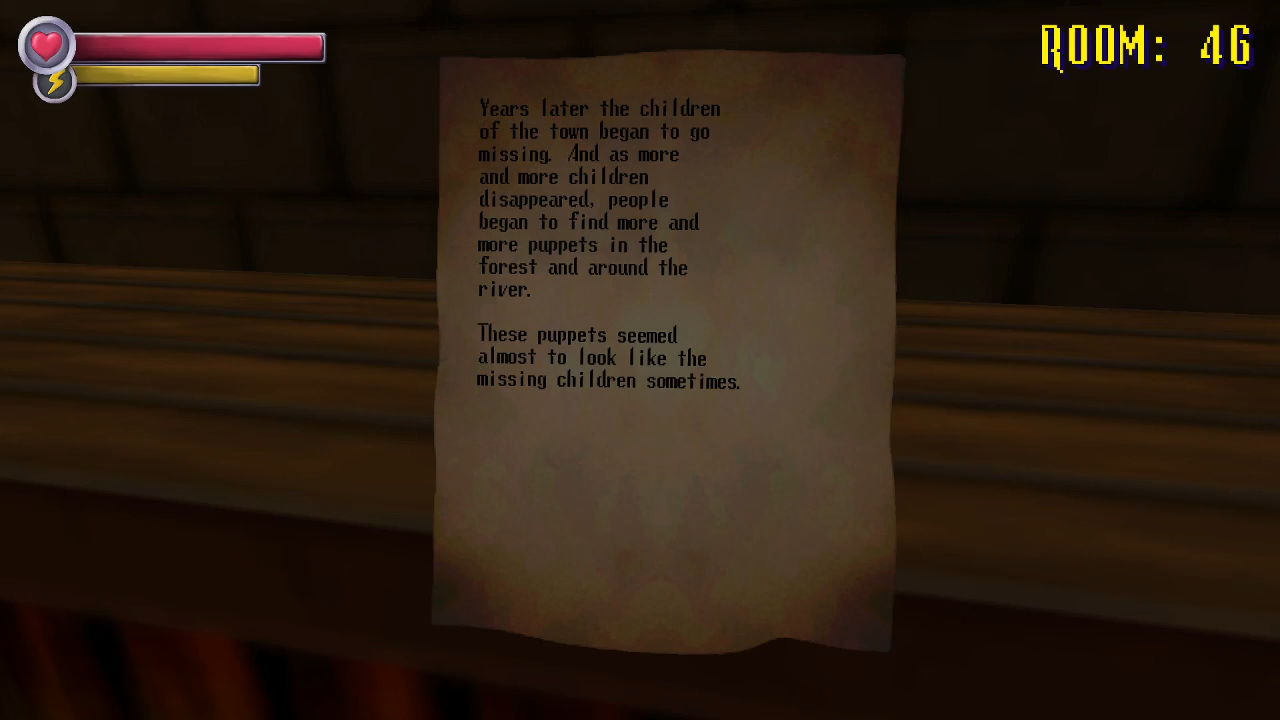 ROOM: 46
Years later the children
of the town began to go
missing. And as more
and more children
disappeared, people
began to find more and
more puppets in the
forest and around the
river.
These puppets seemed
almost to look like the
missing children sometimes.